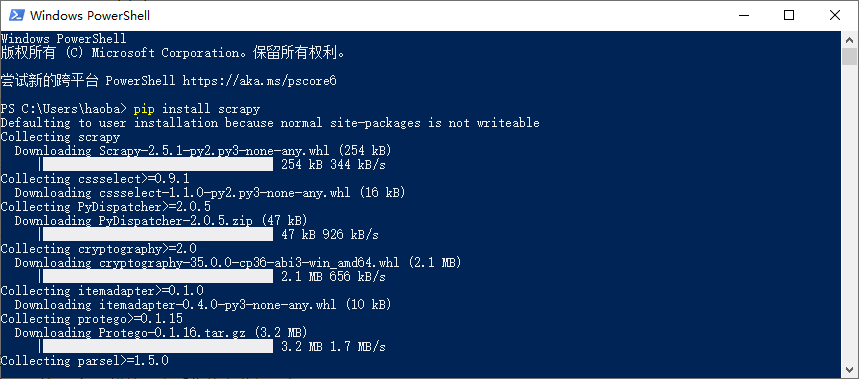 Windows PowerShell
Windows PowerShell
版权所有 (C) Microsoft Corporation。保留所有权利。
尝试新的跨平台 PowerShell https://aka.ms/pscore6
PS C:\Users\haoba> pip install scrapy
Defaulting to user installation because normal site-packages is not writeable
Collecting scrapy
Downloading Scrapy-2.5.1-py2.py3-none-any.whl (254 kB)
| 254 kB 344 kB/s
Collecting cssselect>=0.9.1
Downloading cssselect-1.1.0-py2.py3-none-any.whl (16 kB)
Collecting PyDispatcher>=2.0.5
Downloading PyDispatcher-2.0.5.zip (47 kB)
| 47 kB 926 kB/s
Collecting cryptography>=2.0
Downloading cryptography-35.0.0-cp36-abi3-win_amd64.whl (2.1 MB)
| 2.1 MB 656 kB/s
Collecting itemadapter>=0.1.0
Downloading itemadapter-0.4.0-py3-none-any.whl (10 kB)
Collecting protego>=0.1.15
Downloading Protego-0.1.16.tar.gz (3.2 MB)
| 3.2 MB 1.7 MB/s
Collecting parsel>=1.5.0